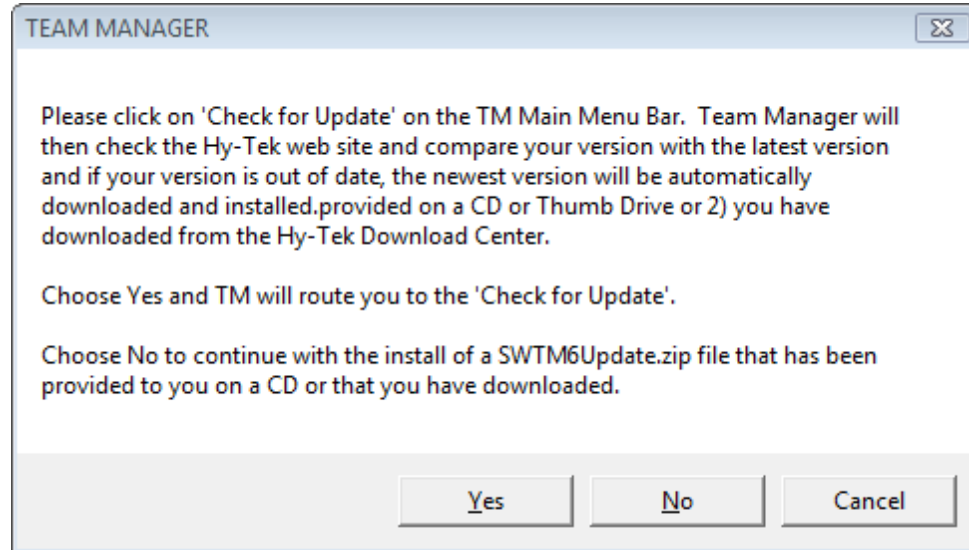 TEAM MANAGER
Please click on 'Check for Update' on the TM Main Menu Bar.  Team Manager will
then check the Hy-Tek web site and compare your version with the latest version
and if your version is out of date, the newest version will be automatically
downloaded and installed.provided on a CD or Thumb Drive or 2) you have
downloaded from the Hy-Tek Download Center.
Choose Yes and TM will route you to the 'Check for Update'.
Choose No to continue with the install of a SWTM6Update.zip file that has been
provided to you on a CD or that you have downloaded.
Yes
No
Cancel